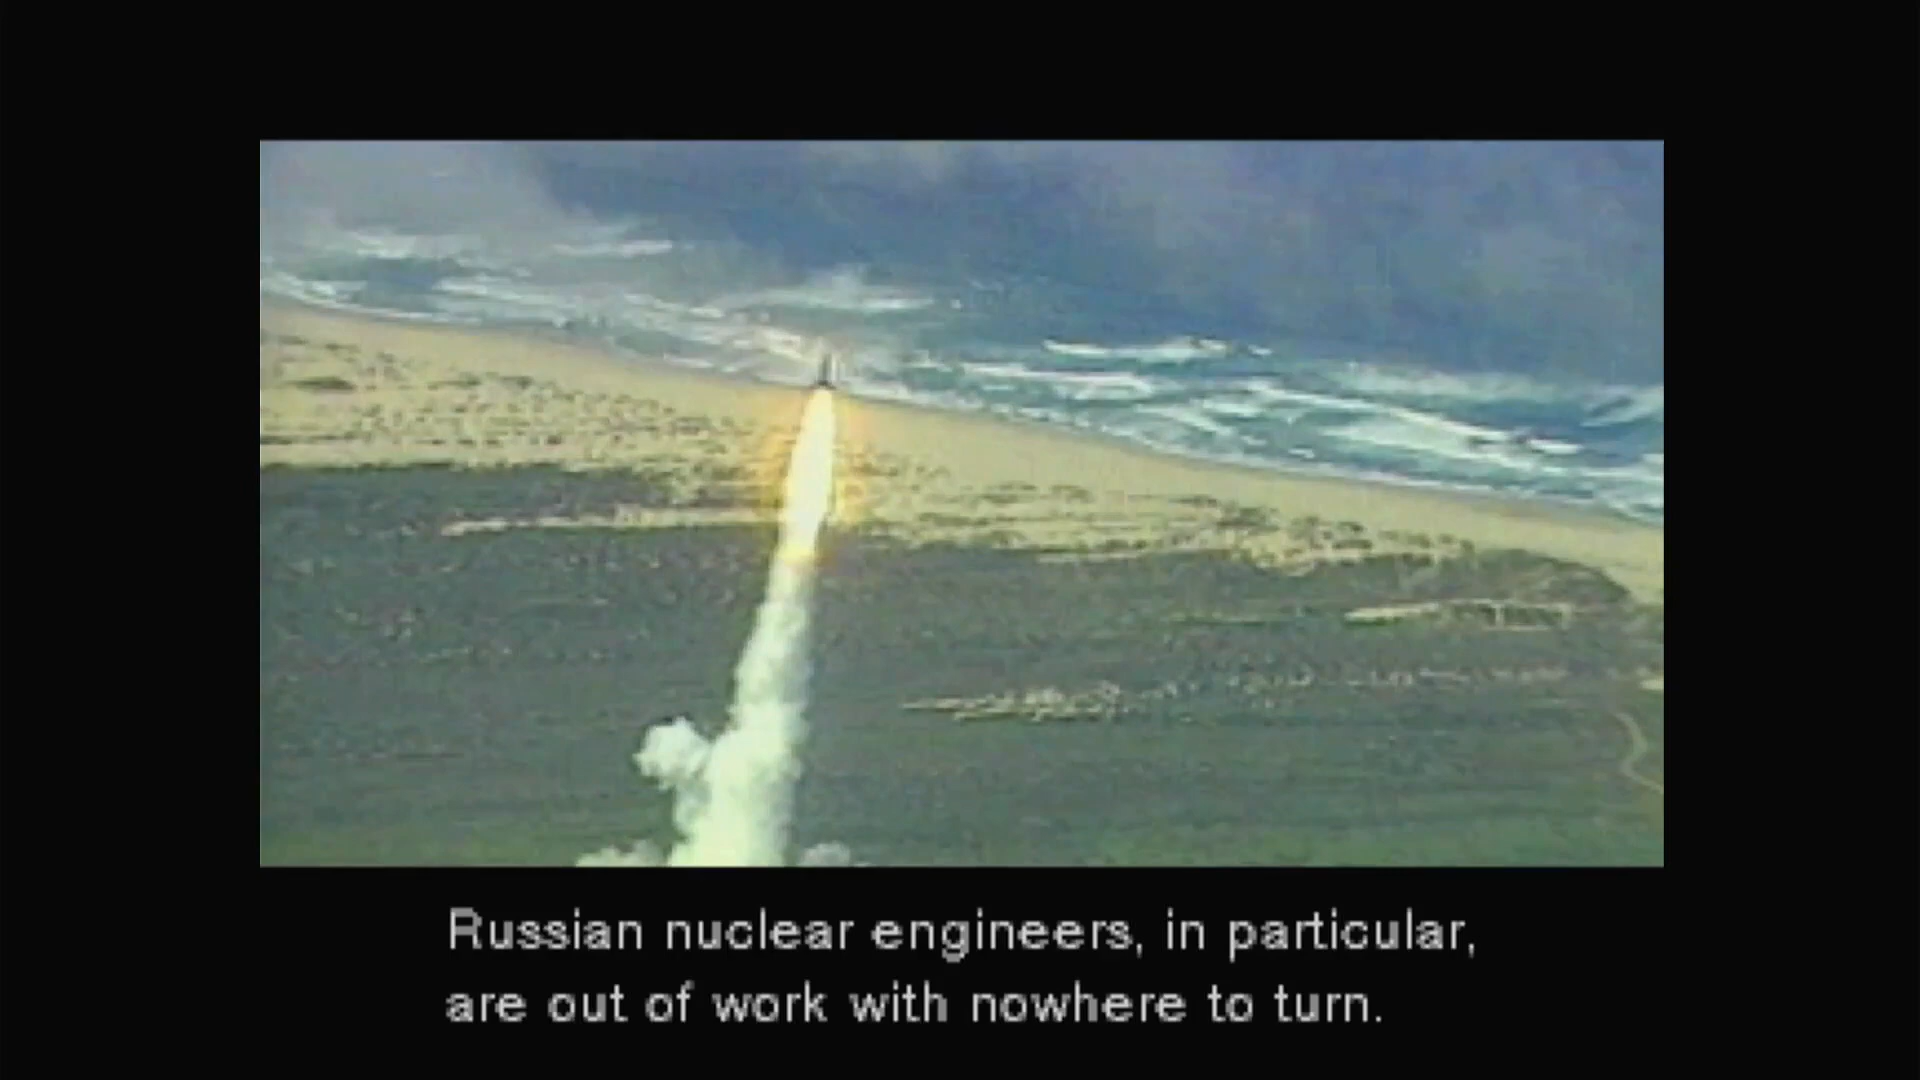 Russian nuclear engineers, in particular,
are out of work with nowhere to turn.